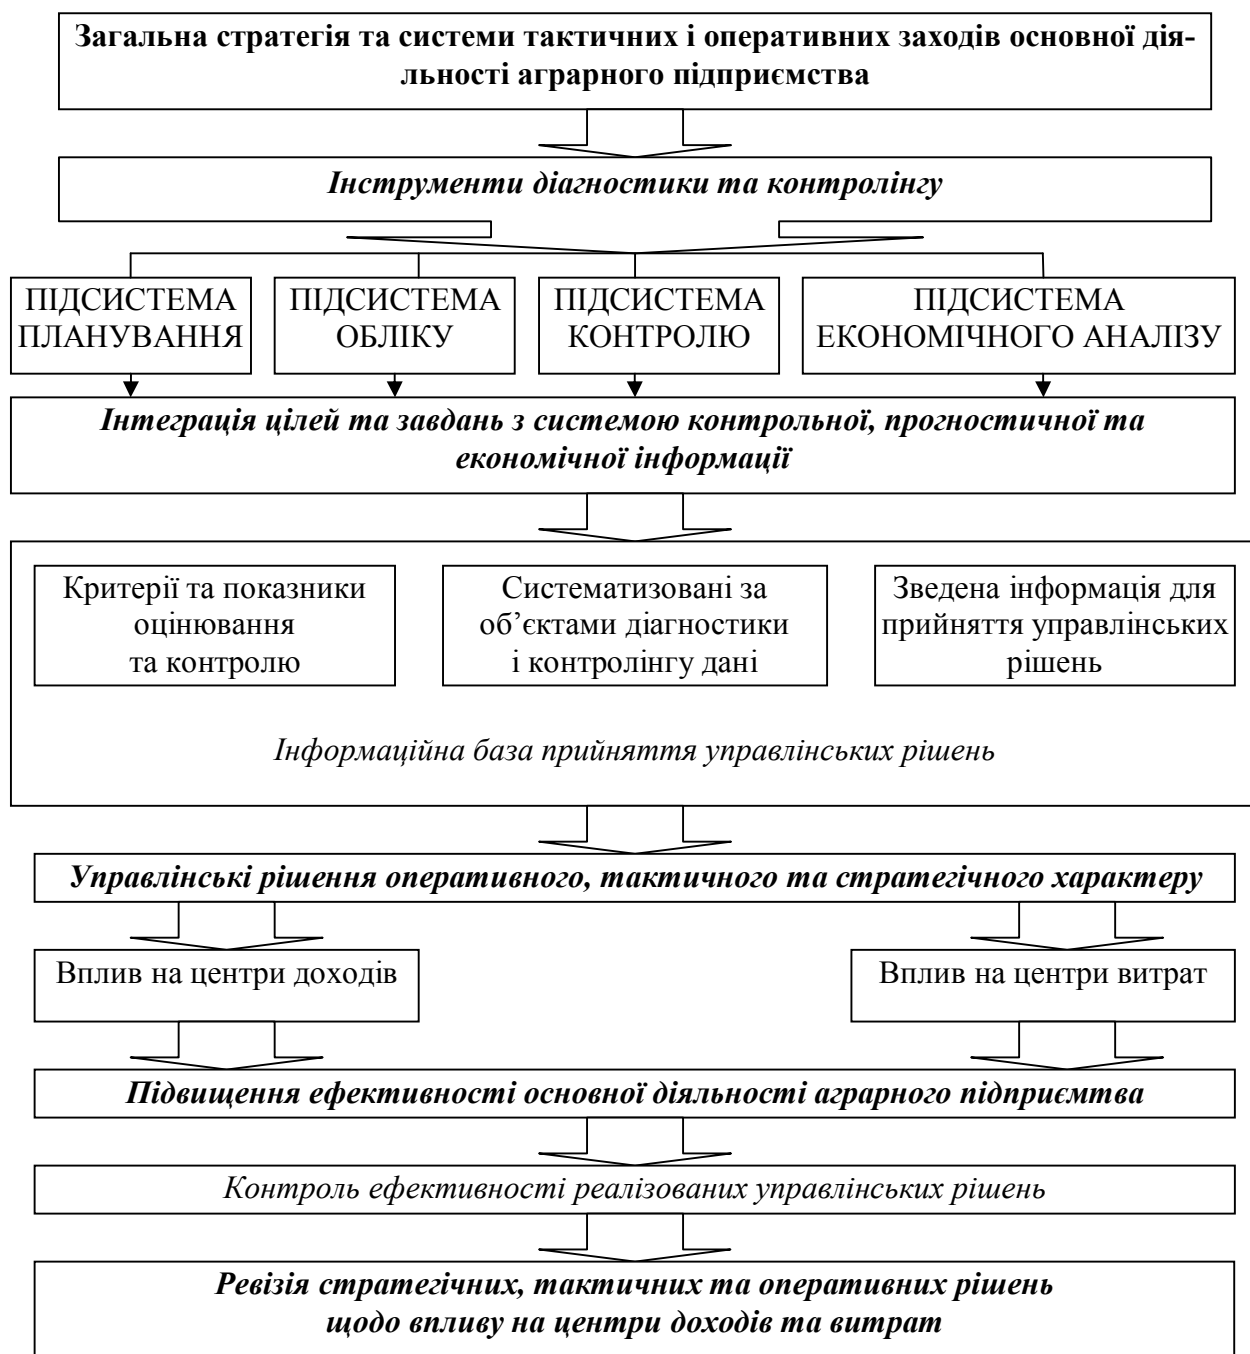 Загальна стратегія та системи тактичних і оперативних заходів основної дія-
льності аграрного підприємства
Інструменти діагностики та контролінгу
ПІДСИСТЕМА
ПЛАНУВАННЯ
ПІДСИСТЕМА
ОБЛІКУ
ПІДСИСТЕМА
КОНТРОЛЮ
ПІДСИСТЕМА
ЕКОНОМІЧНОГО АНАЛІЗУ
Інтеграція цілей та завдань з системою контрольної, прогностичної та
економічної інформації
Критерії та показники
оцінювання
та контролю
Систематизовані за
об’єктами діагностики
і контролінгу дані
Зведена інформація для
прийняття управлінських
рішень
Інформаційна база прийняття управлінських рішень
Управлінські рішення оперативного, тактичного та стратегічного характеру
Вплив на центри доходів
Вплив на центри витрат
Підвищення ефективності основної діяльності аграрного підприємтва
Контроль ефективності реалізованих управлінських рішень
Ревізія стратегічних, тактичних та оперативних рішень
щодо впливу на центри доходів та витрат